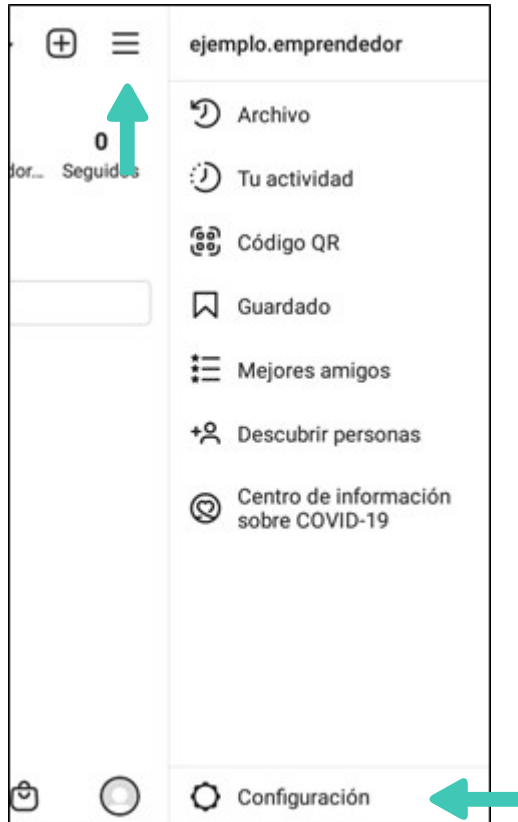 ejemplo.emprendedor
0
dor... Seguidos
Archivo
Tu actividad
Código QR
Guardado
Mejores amigos
Descubrir personas
Centro de información
sobre COVID-19
Configuración